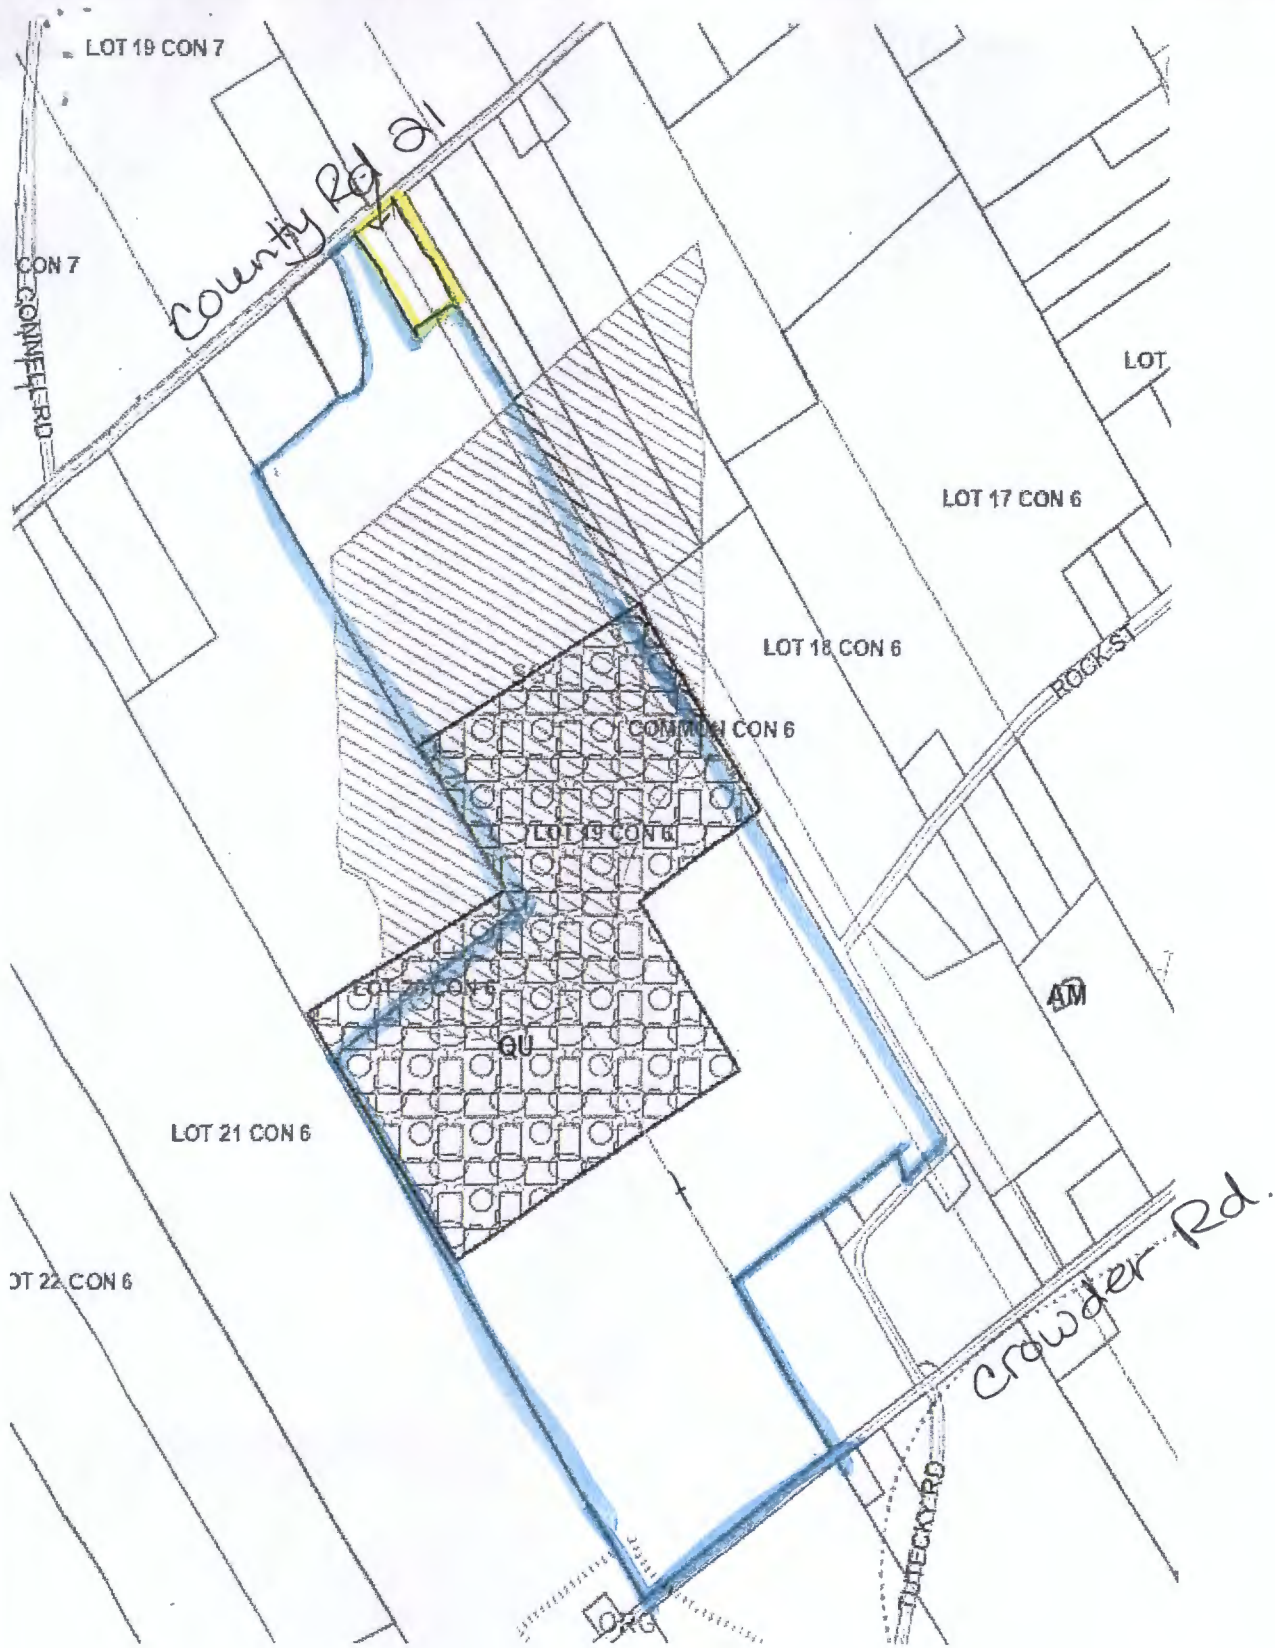 LOT 19 CON 7
County Rd 21
CON 7
CONNELL RD
LOT
LOT 17 CON 6
LOT 18 CON 6
ROCK ST
COMMON CON 6
LOT 19 CON 6
LOT 20 CON 6
AM
QU
LOT 21 CON 6
OT 22 CON 6
Crowder Rd.
TUTECKY RD
ORG